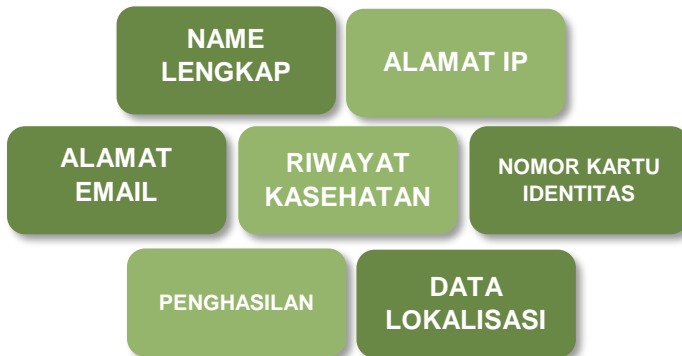 NAME
LENGKAP
ALAMAT IP
ALAMAT
EMAIL
RIWAYAT
KASEHATAN
NOMOR KARTU
IDENTITAS
PENGHASILAN
DATA
LOKALISASI